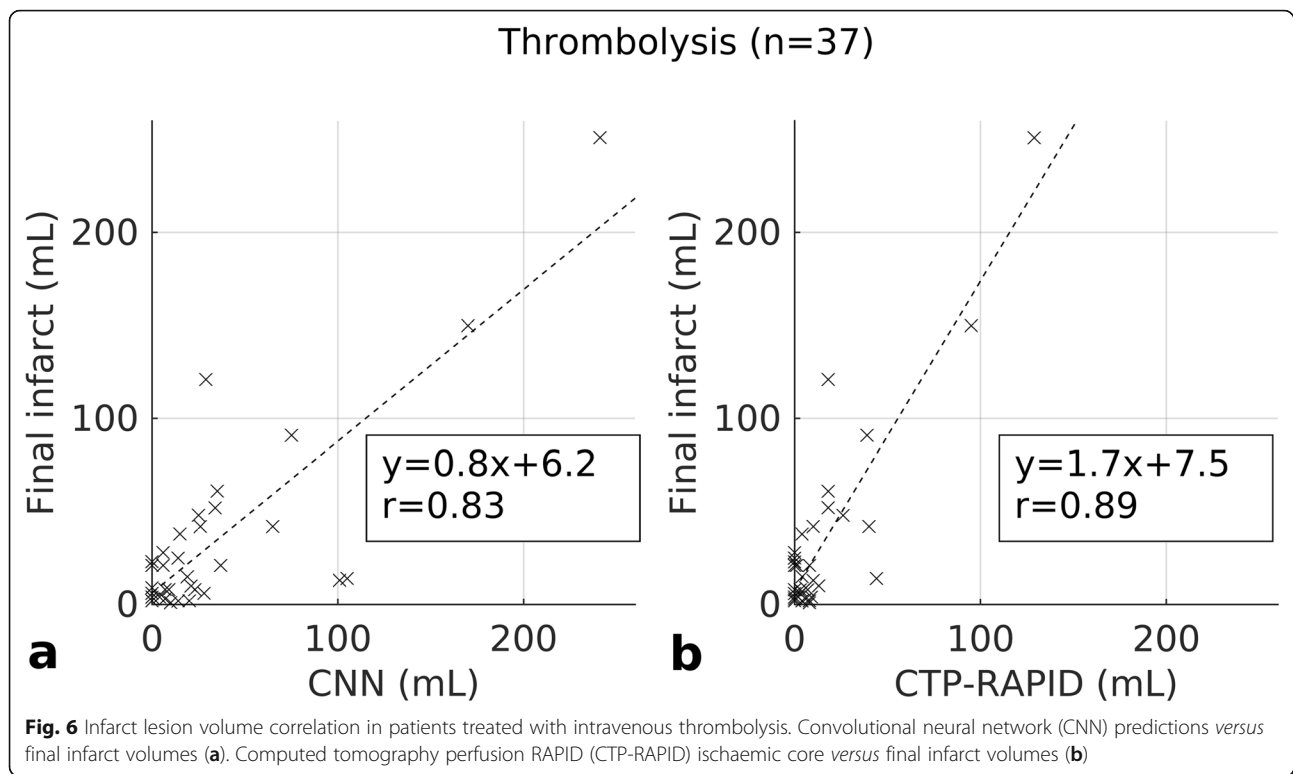 Thrombolysis (n=37)
Final infarct (mL)
200
100
0
0 100 200
CNN (mL)
y=0.8x+6.2
r=0.83
a
Final infarct (mL)
200
100
0
0 100 200
CTP-RAPID (mL)
y=1.7x+7.5
r=0.89
b
Fig. 6 Infarct lesion volume correlation in patients treated with intravenous thrombolysis. Convolutional neural network (CNN) predictions versus
final infarct volumes (a). Computed tomography perfusion RAPID (CTP-RAPID) ischaemic core versus final infarct volumes (b)